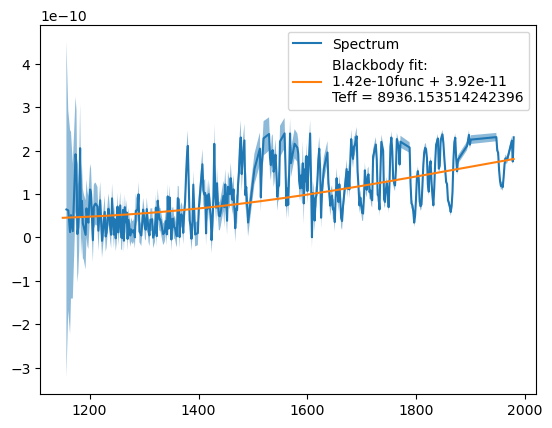 1e−10
Spectrum
Blackbody fit:
1.42e-10func + 3.92e-11
Teff = 8936.153514242396
4
3
2
1
0
−1
−2
−3
1200 1400 1600 1800 2000